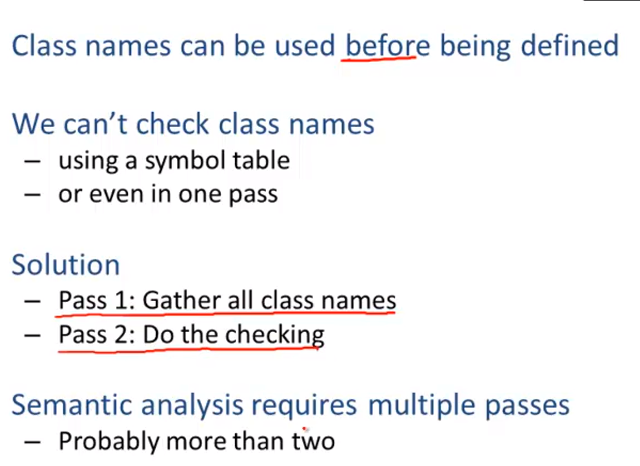 Class names can be used before being defined
We can't check class names
– using a symbol table
– or even in one pass
Solution
– Pass 1: Gather all class names
– Pass 2: Do the checking
Semantic analysis requires multiple passes
– Probably more than two